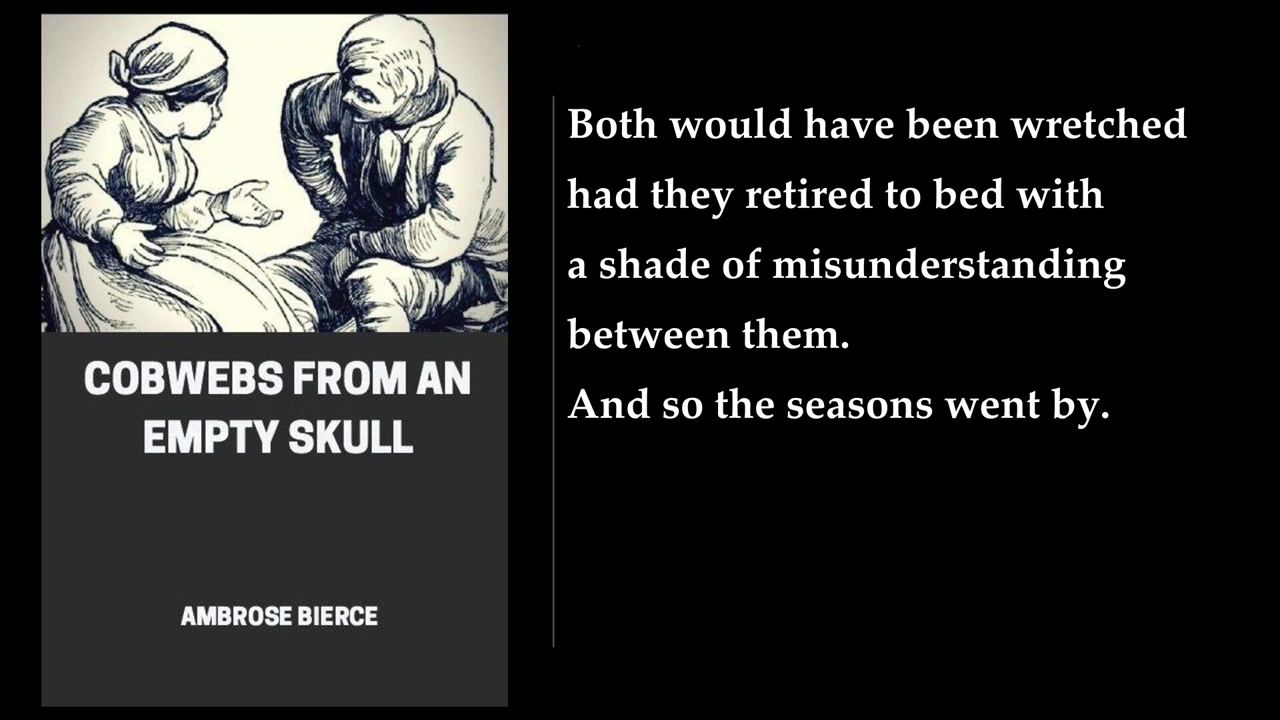 COBWEBS FROM AN
EMPTY SKULL
AMBROSE BIERCE
Both would have been wretched
had they retired to bed with
a shade of misunderstanding
between them.
And so the seasons went by.